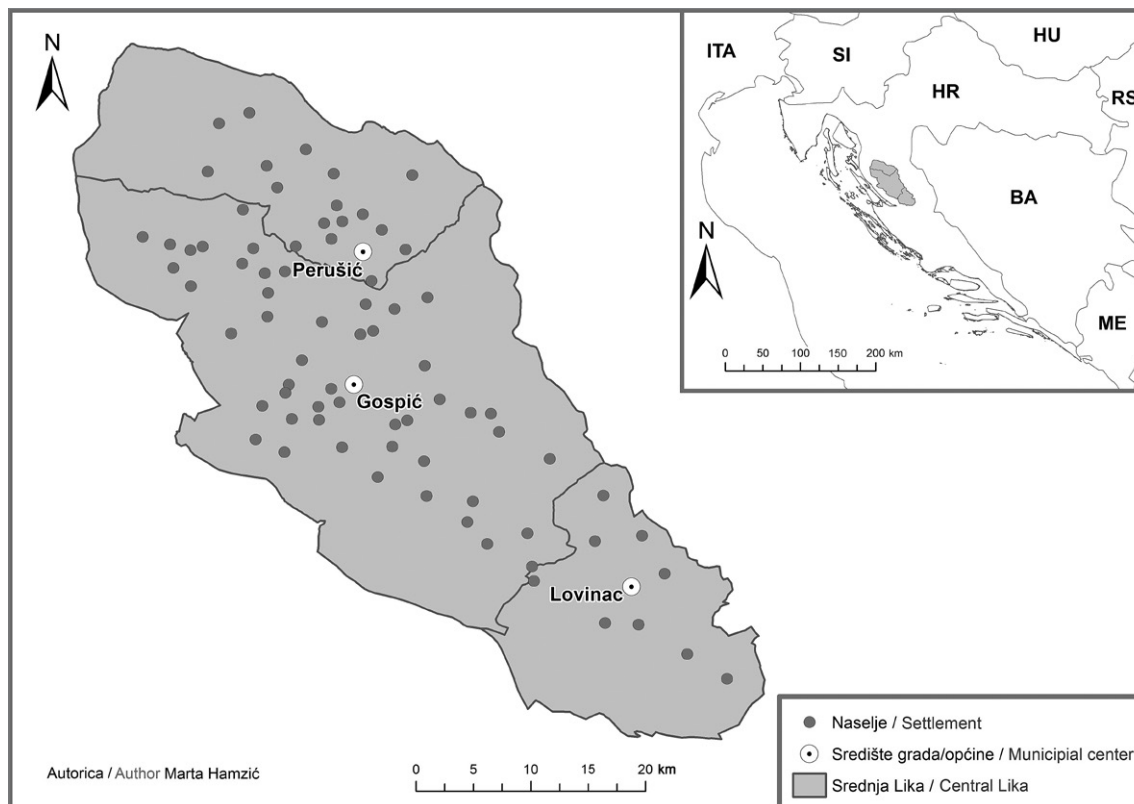 N
Perušić
Gospić
Lovinac
Autorica / Author Marta Hamzić
0 5 10 15 20 km
ITA
SI
HU
HR
RS
BA
ME
N
0 50 100 150 200 km
Naselje / Settlement
Središte grada/općine / Municipial center
Srednja Lika / Central Lika